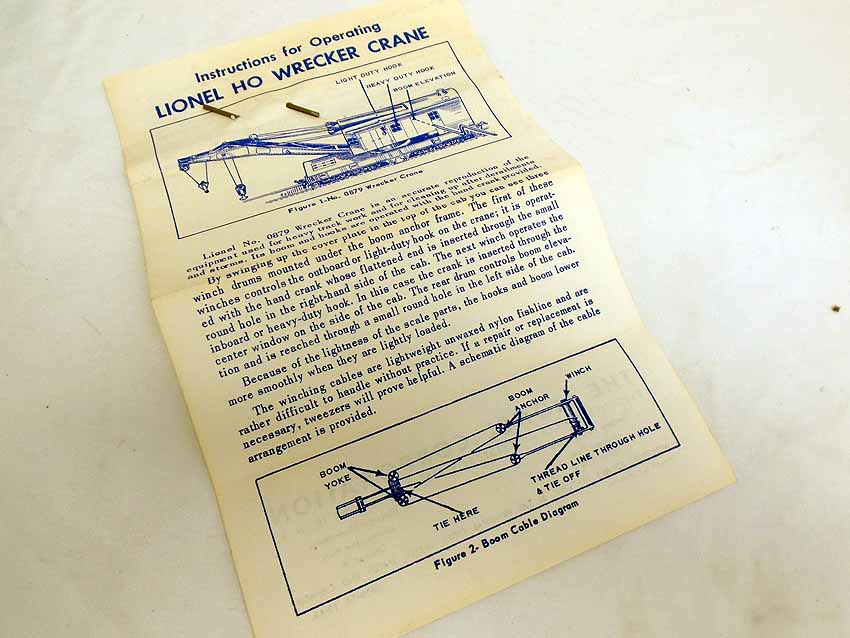 Instructions for Operating
LIONEL HO WRECKER CRANE
LIGHT DUTY HOOK
HEAVY DUTY HOOK
BOOM ELEVATION
Figure 1-No. 0879 Wrecker Crane
Lionel No. 0879 Wrecker Crane is an accurate reproduction of the
equipment used for heavy track work and for cleaning up after derailments
and storms. Its boom and hooks are operated with the hand crank provided.
By swinging up the cover plate in the top of the cab you can see three
winch drums mounted under the boom anchor frame. The first of these
winches controls the outboard or light-duty hook on the crane; it is operat-
ed with the hand crank whose flattened end is inserted through the small
round hole in the right-hand side of the cab. The next winch operates the
inboard or heavy-duty hook. In this case the crank is inserted through the
center window on the side of the cab. The rear drum controls boom eleva-
tion and is reached through a small round hole in the left side of the cab.
Because of the lightness of the scale parts, the hooks and boom lower
more smoothly when they are lightly loaded.
The winching cables are lightweight unwaxed nylon fishline and are
rather difficult to handle without practice. If a repair or replacement is
necessary, tweezers will prove helpful. A schematic diagram of the cable
arrangement is provided.
WINCH
BOOM
ANCHOR
BOOM
YOKE
TIE HERE
THREAD LINE THROUGH HOLE
& TIE OFF
Figure 2- Boom Cable Diagram